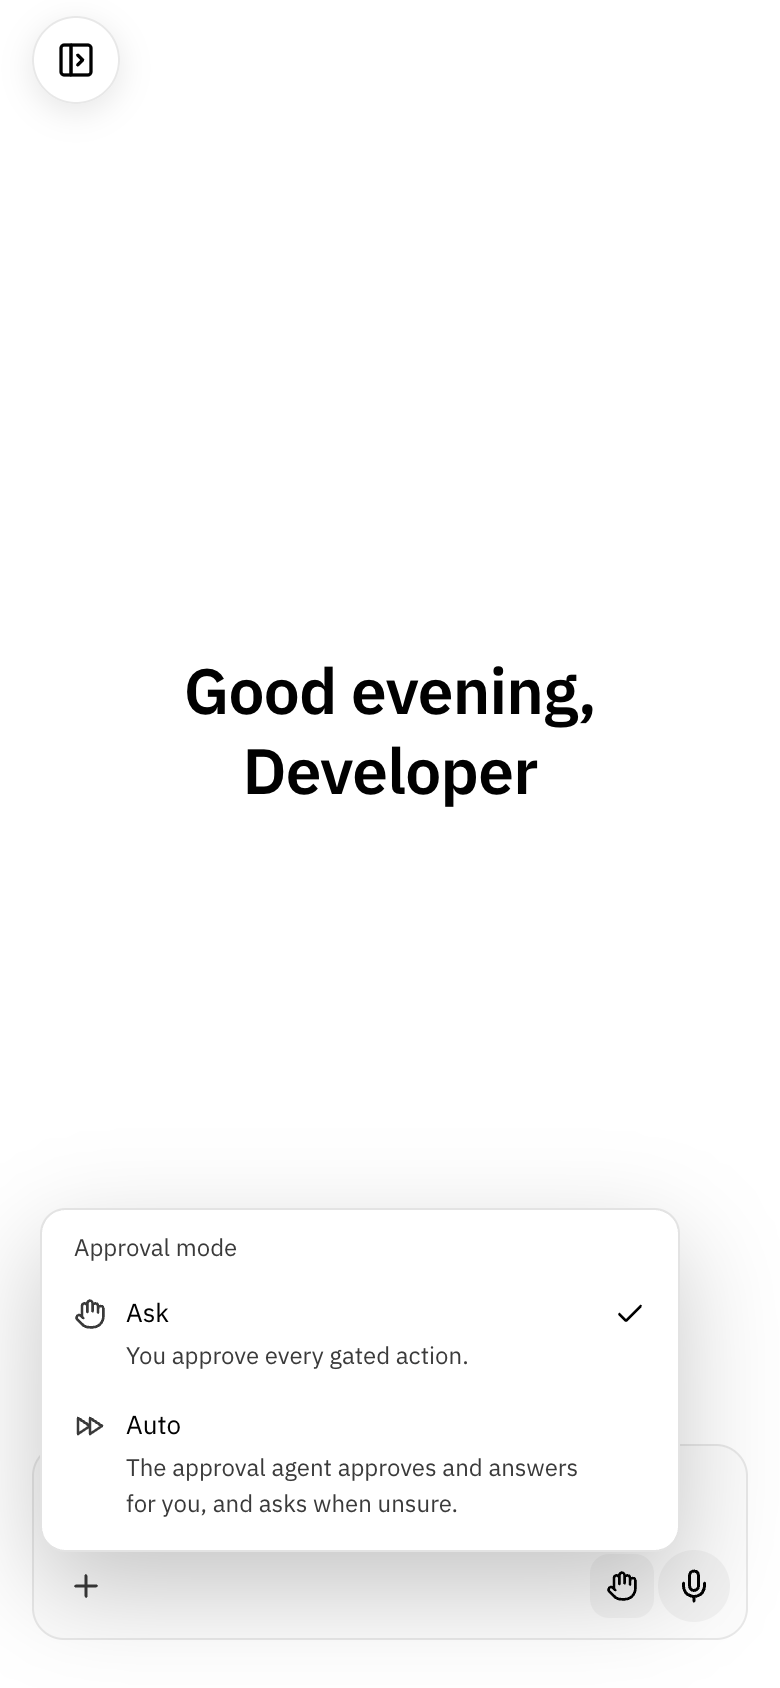 Good evening,
Developer
Approval mode
Ask
You approve every gated action.
Auto
The approval agent approves and answers
for you, and asks when unsure.